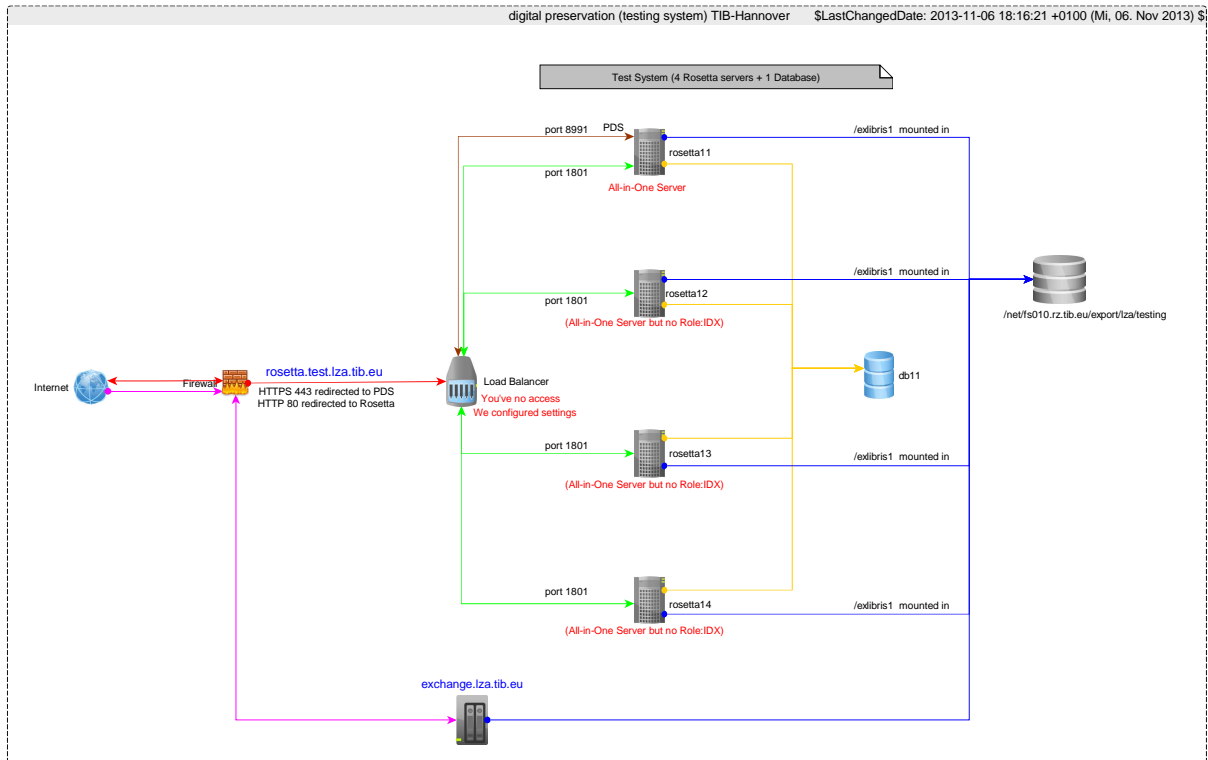 digital preservation (testing system) TIB-Hannover $LastChangedDate: 2013-11-06 18:16:21 +0100 (Mi, 06. Nov 2013) $
Test System (4 Rosetta servers + 1 Database)
port 8991
PDS
/exlibris1 mounted in
rosetta11
port 1801
All-in-One Server
/exlibris1 mounted in
port 1801
rosetta12
(All-in-One Server but no Role:IDX)
/net/fs010.rz.tib.eu/export/lza/testing
rosetta.test.lza.tib.eu
Internet
Firewall
HTTPS 443 redirected to PDS
HTTP 80 redirected to Rosetta
Load Balancer
You've no access
We configured settings
db11
port 1801
rosetta13
/exlibris1 mounted in
(All-in-One Server but no Role:IDX)
port 1801
rosetta14
/exlibris1 mounted in
(All-in-One Server but no Role:IDX)
exchange.lza.tib.eu